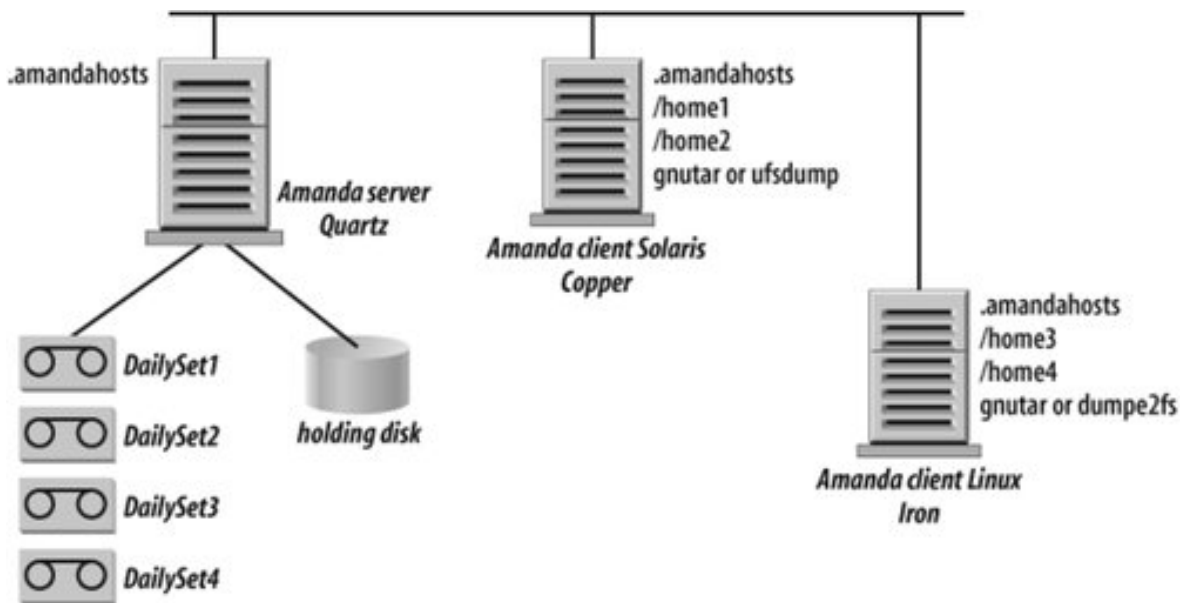 .amandahosts
Amanda server
Quartz
DailySet1
DailySet2
DailySet3
DailySet4
holding disk
.amandahosts
/home1
/home2
gnutar or ufsdump
Amanda client Solaris
Copper
.amandahosts
/home3
/home4
gnutar or dumpe2fs
Amanda client Linux
Iron